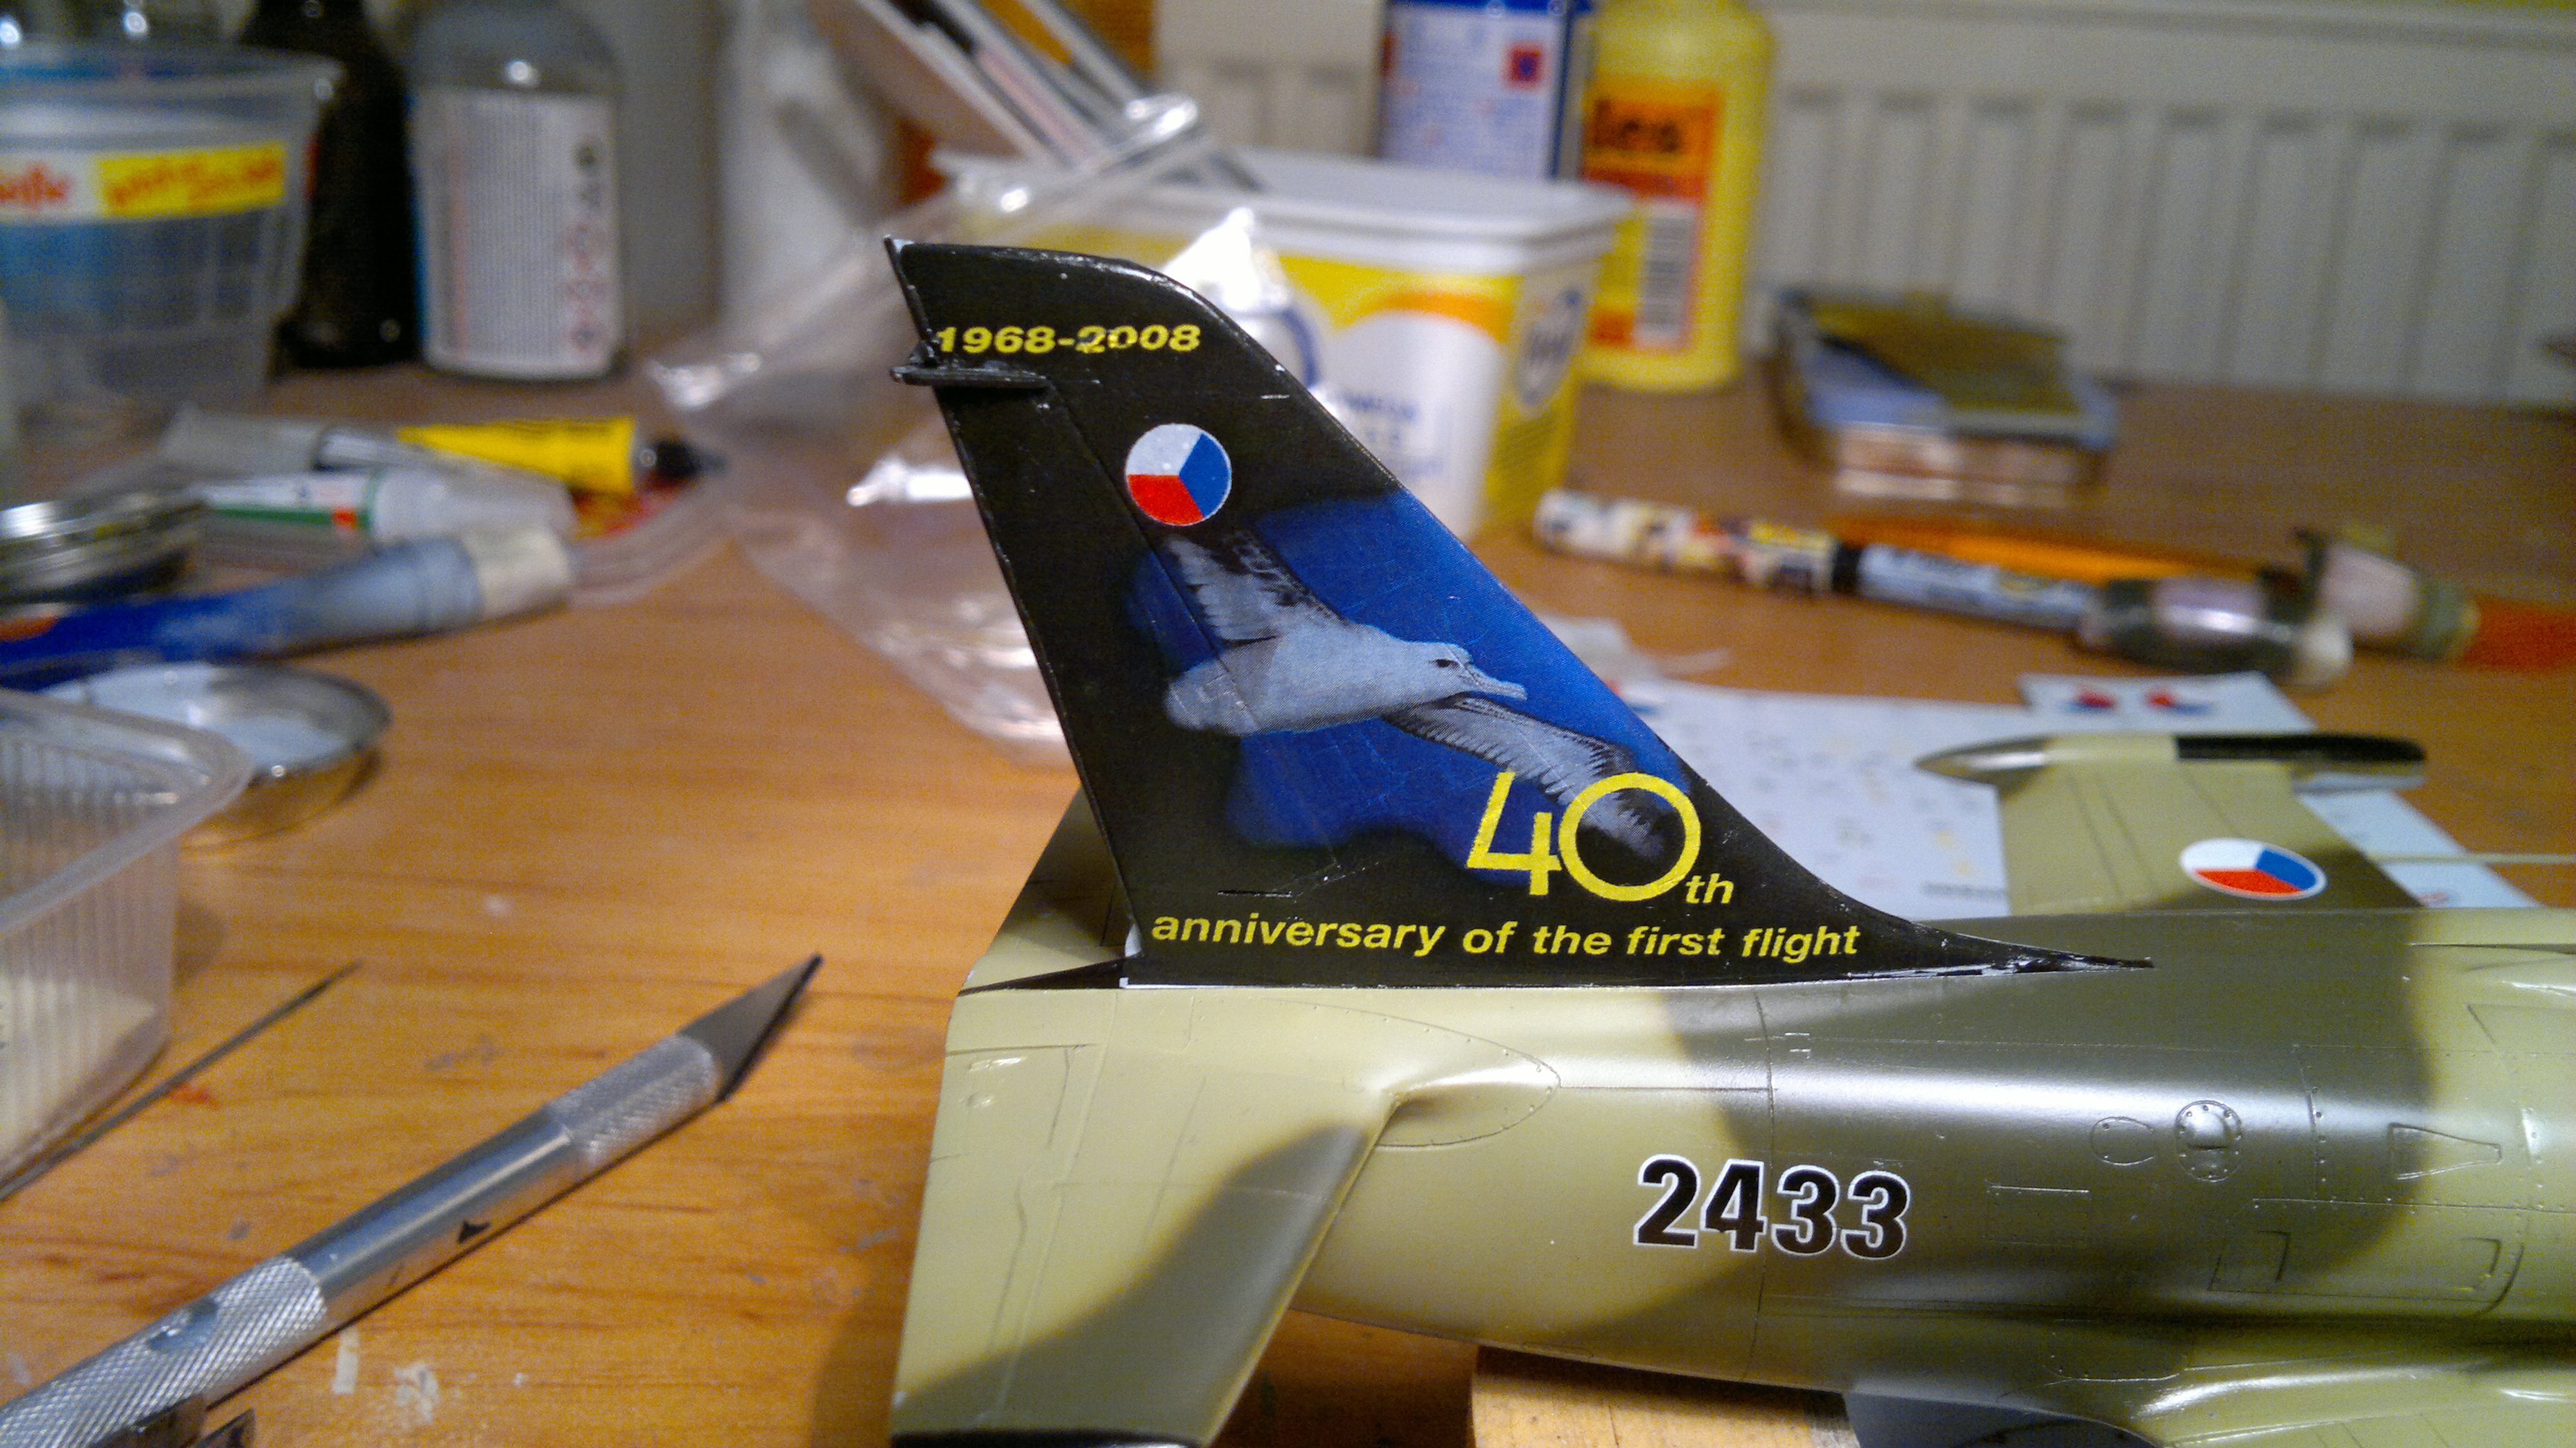 1968-2008
40th
anniversary of the first flight
2433